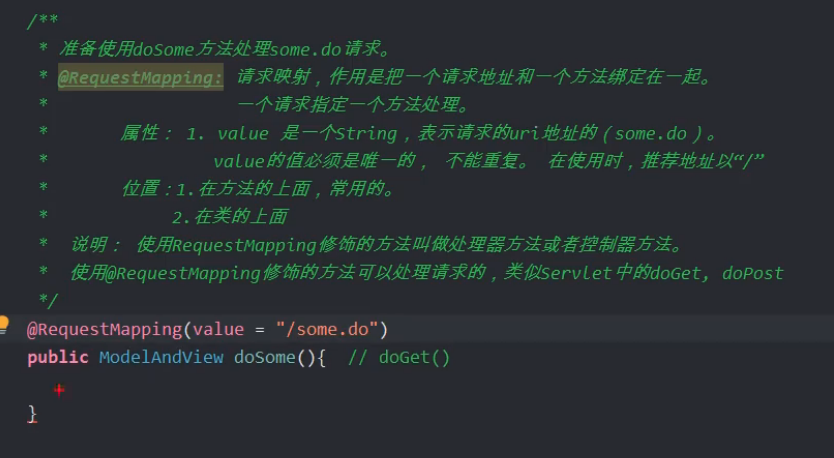 /**
* 准备使用doSome方法处理some.do请求。
* @RequestMapping: 请求映射，作用是把一个请求地址和一个方法绑定在一起。
* 一个请求指定一个方法处理。
* 属性： 1. value 是一个String，表示请求的uri地址的（some.do）。
* value的值必须是唯一的， 不能重复。 在使用时，推荐地址以“/”
* 位置：1.在方法的上面，常用的。
* 2.在类的上面
* 说明： 使用RequestMapping修饰的方法叫做处理器方法或者控制器方法。
* 使用@RequestMapping修饰的方法可以处理请求的，类似Servlet中的doGet, doPost
*/
@RequestMapping(value = "/some.do")
public ModelAndView doSome(){ // doGet()
}